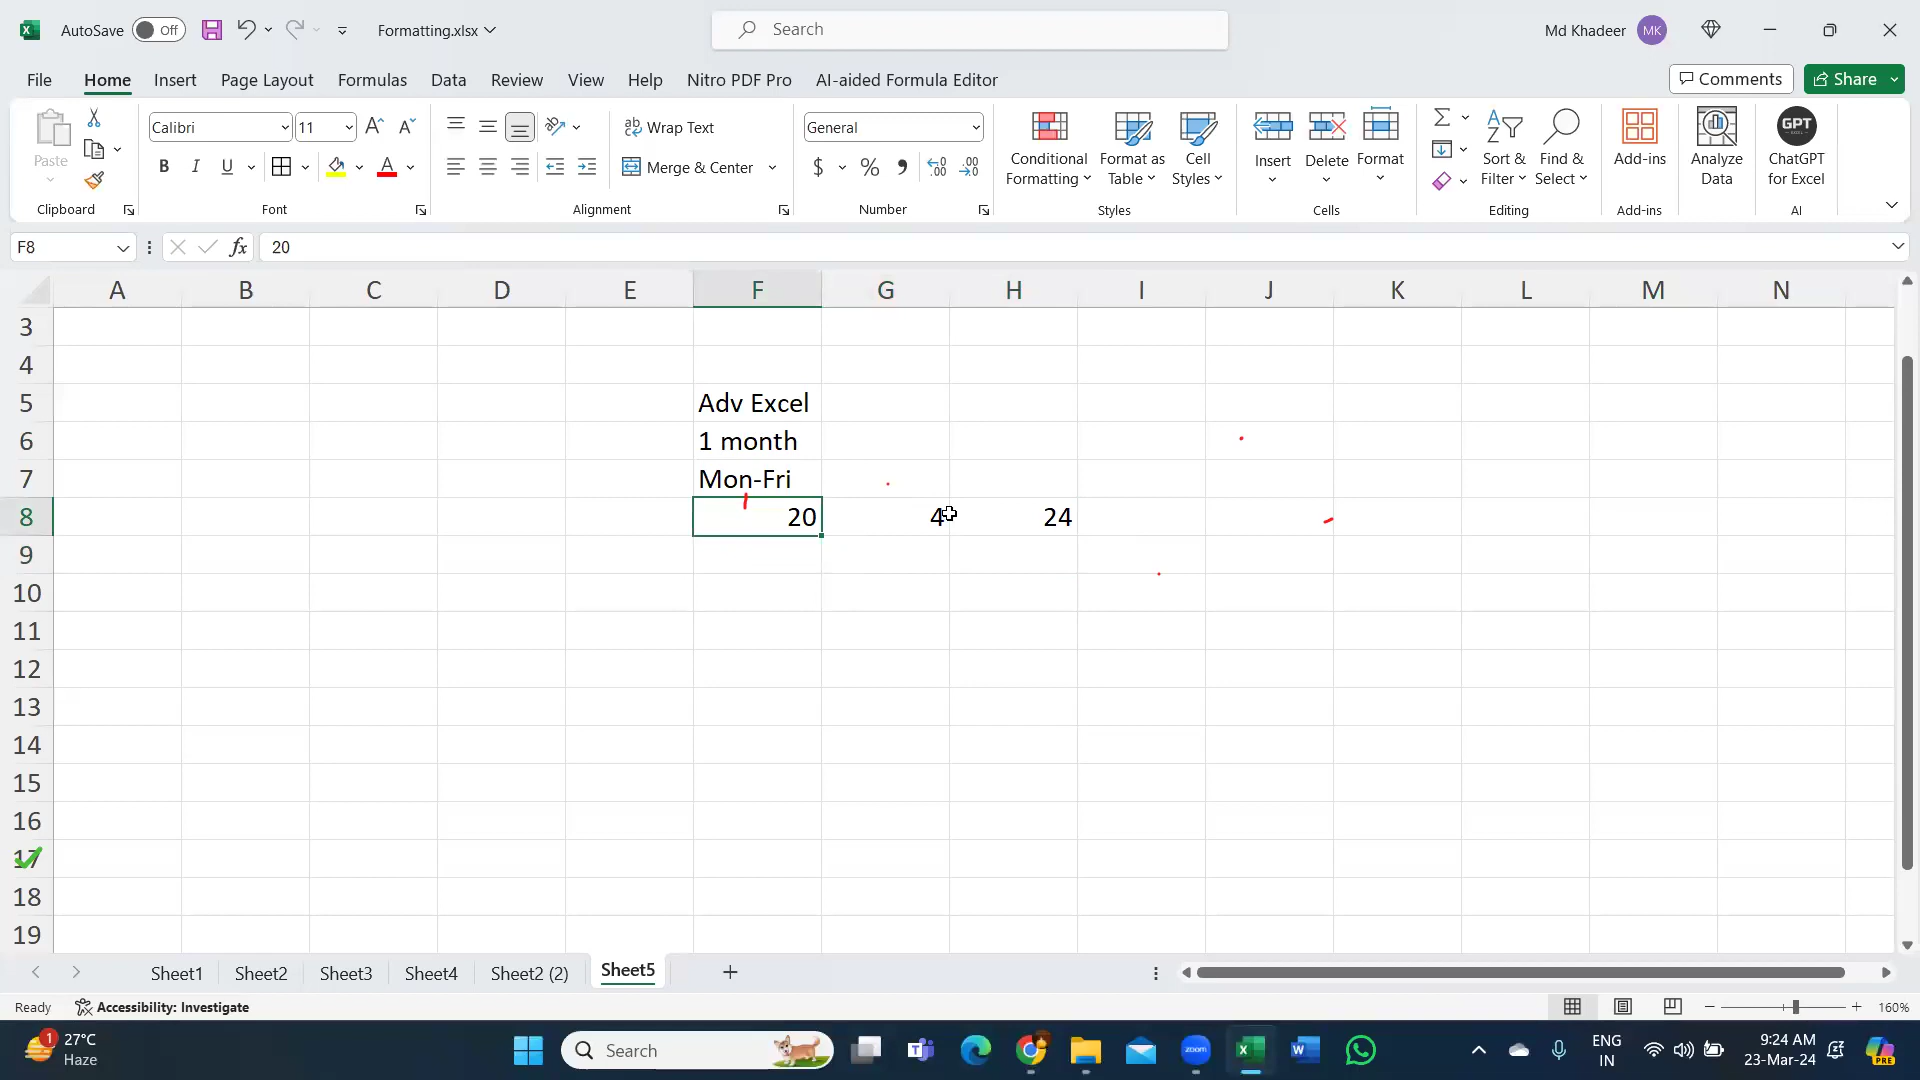 AutoSave Off Formatting.xlsx Search Md Khadeer MK
File Home Insert Page Layout Formulas Data Review View Help Nitro PDF Pro AI-aided Formula Editor Comments Share
Paste Calibri 11 Wrap Text General Conditional Formatting Format as Table Cell Styles Insert Delete Format Sort & Filter Find & Select Add-ins Analyze Data GPT ChatGPT for Excel
B I U A Merge & Center $ % , .00
Clipboard Font Alignment Number Styles Cells Editing Add-ins AI
F8 fx 20
A B C D E F G H I J K L M N
3
4
5 Adv Excel
6 1 month
7 Mon-Fri
8 20 4 24
9
10
11
12
13
14
15
16
17
18
19
Sheet1 Sheet2 Sheet3 Sheet4 Sheet2 (2) Sheet5
Ready Accessibility: Investigate 160%
1 27°C Haze Search zoom ENG IN 9:24 AM 23-Mar-24 PRE